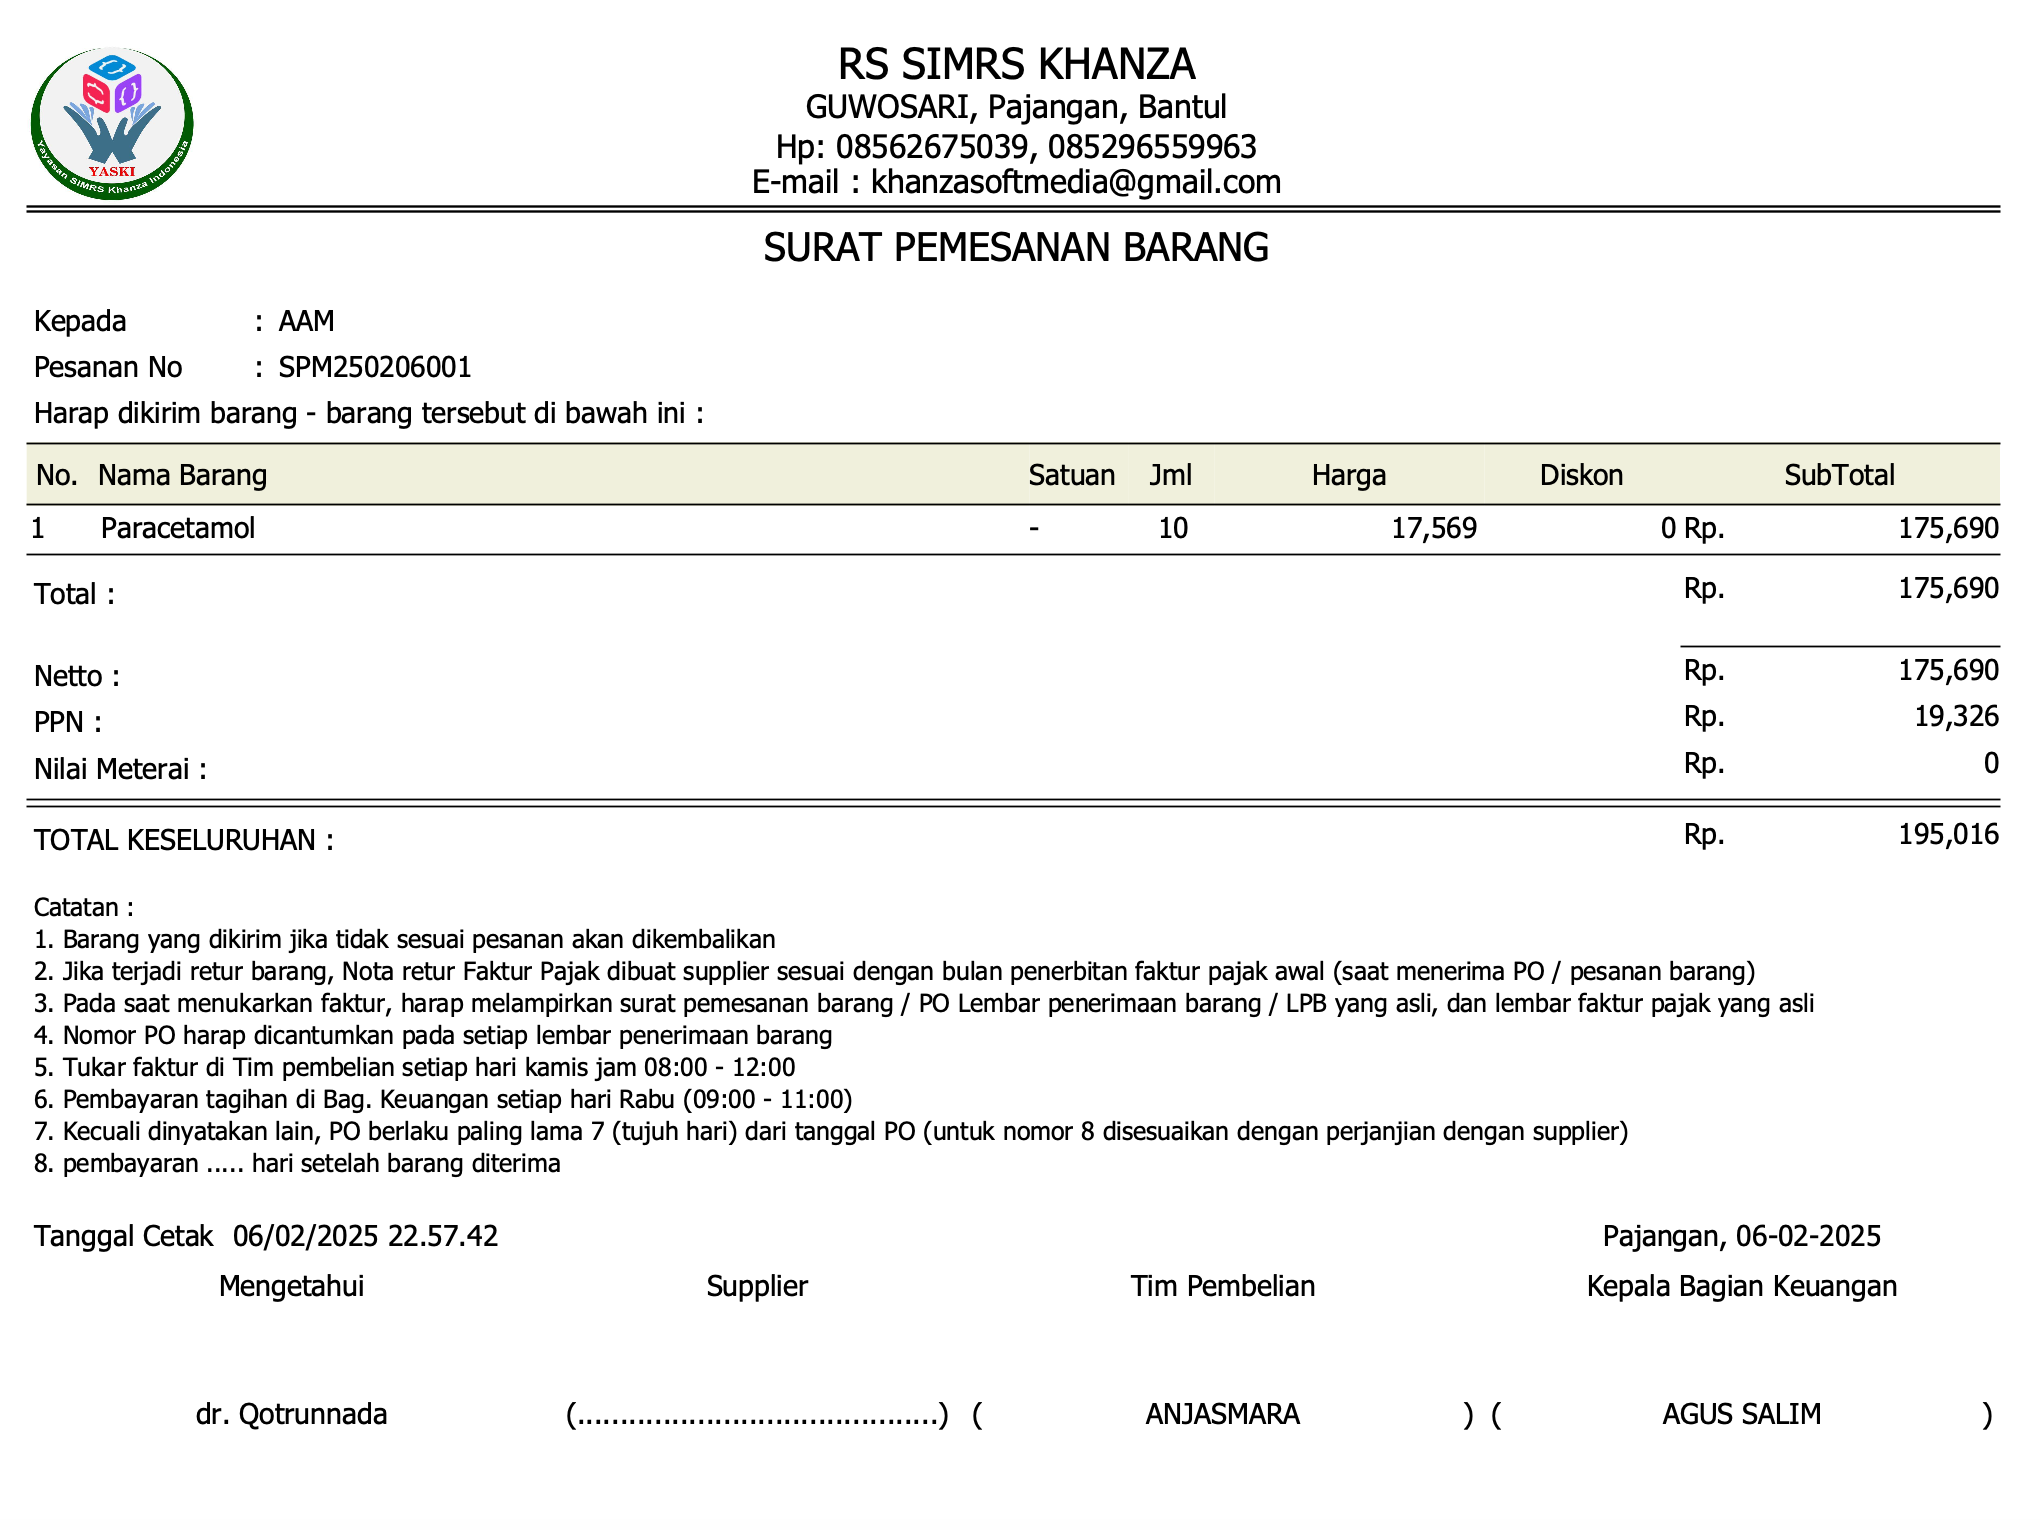 RS SIMRS KHANZA
GUWOSARI, Pajangan, Bantul
Hp: 08562675039, 085296559963
E-mail : khanzasoftmedia@gmail.com
YASKI
Yayasan SIMRS Khanza Indonesia
SURAT PEMESANAN BARANG
Kepada : AAM
Pesanan No : SPM250206001
Harap dikirim barang - barang tersebut di bawah ini :
No. Nama Barang Satuan Jml Harga Diskon SubTotal
1 Paracetamol - 10 17,569 0 Rp. 175,690
Total : Rp. 175,690
Netto : Rp. 175,690
PPN : Rp. 19,326
Nilai Meterai : Rp. 0
TOTAL KESELURUHAN : Rp. 195,016
Catatan :
1. Barang yang dikirim jika tidak sesuai pesanan akan dikembalikan
2. Jika terjadi retur barang, Nota retur Faktur Pajak dibuat supplier sesuai dengan bulan penerbitan faktur pajak awal (saat menerima PO / pesanan barang)
3. Pada saat menukarkan faktur, harap melampirkan surat pemesanan barang / PO Lembar penerimaan barang / LPB yang asli, dan lembar faktur pajak yang asli
4. Nomor PO harap dicantumkan pada setiap lembar penerimaan barang
5. Tukar faktur di Tim pembelian setiap hari kamis jam 08:00 - 12:00
6. Pembayaran tagihan di Bag. Keuangan setiap hari Rabu (09:00 - 11:00)
7. Kecuali dinyatakan lain, PO berlaku paling lama 7 (tujuh hari) dari tanggal PO (untuk nomor 8 disesuaikan dengan perjanjian dengan supplier)
8. pembayaran ..... hari setelah barang diterima
Tanggal Cetak 06/02/2025 22.57.42 Pajangan, 06-02-2025
Mengetahui Supplier Tim Pembelian Kepala Bagian Keuangan
dr. Qotrunnada (..........................................) ( ANJASMARA ) ( AGUS SALIM )